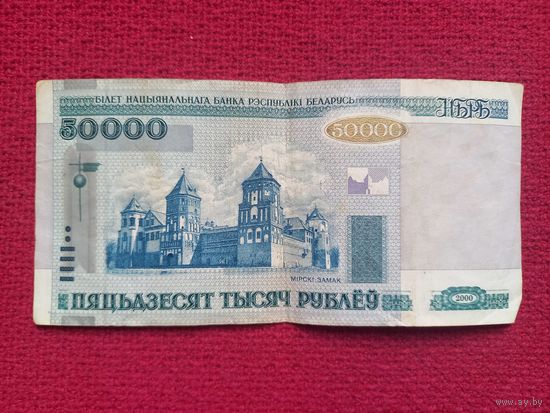 БІЛЕТ НАЦЫЯНАЛЬНАГА БАНКА РЭСПУБЛІКІ БЕЛАРУСЬ
НБРБ
50000
50000
МІРСКІ ЗАМАК
ПЯЦЬДЗЕСЯТ ТЫСЯЧ РУБЛЁЎ
2000
www.ay.by